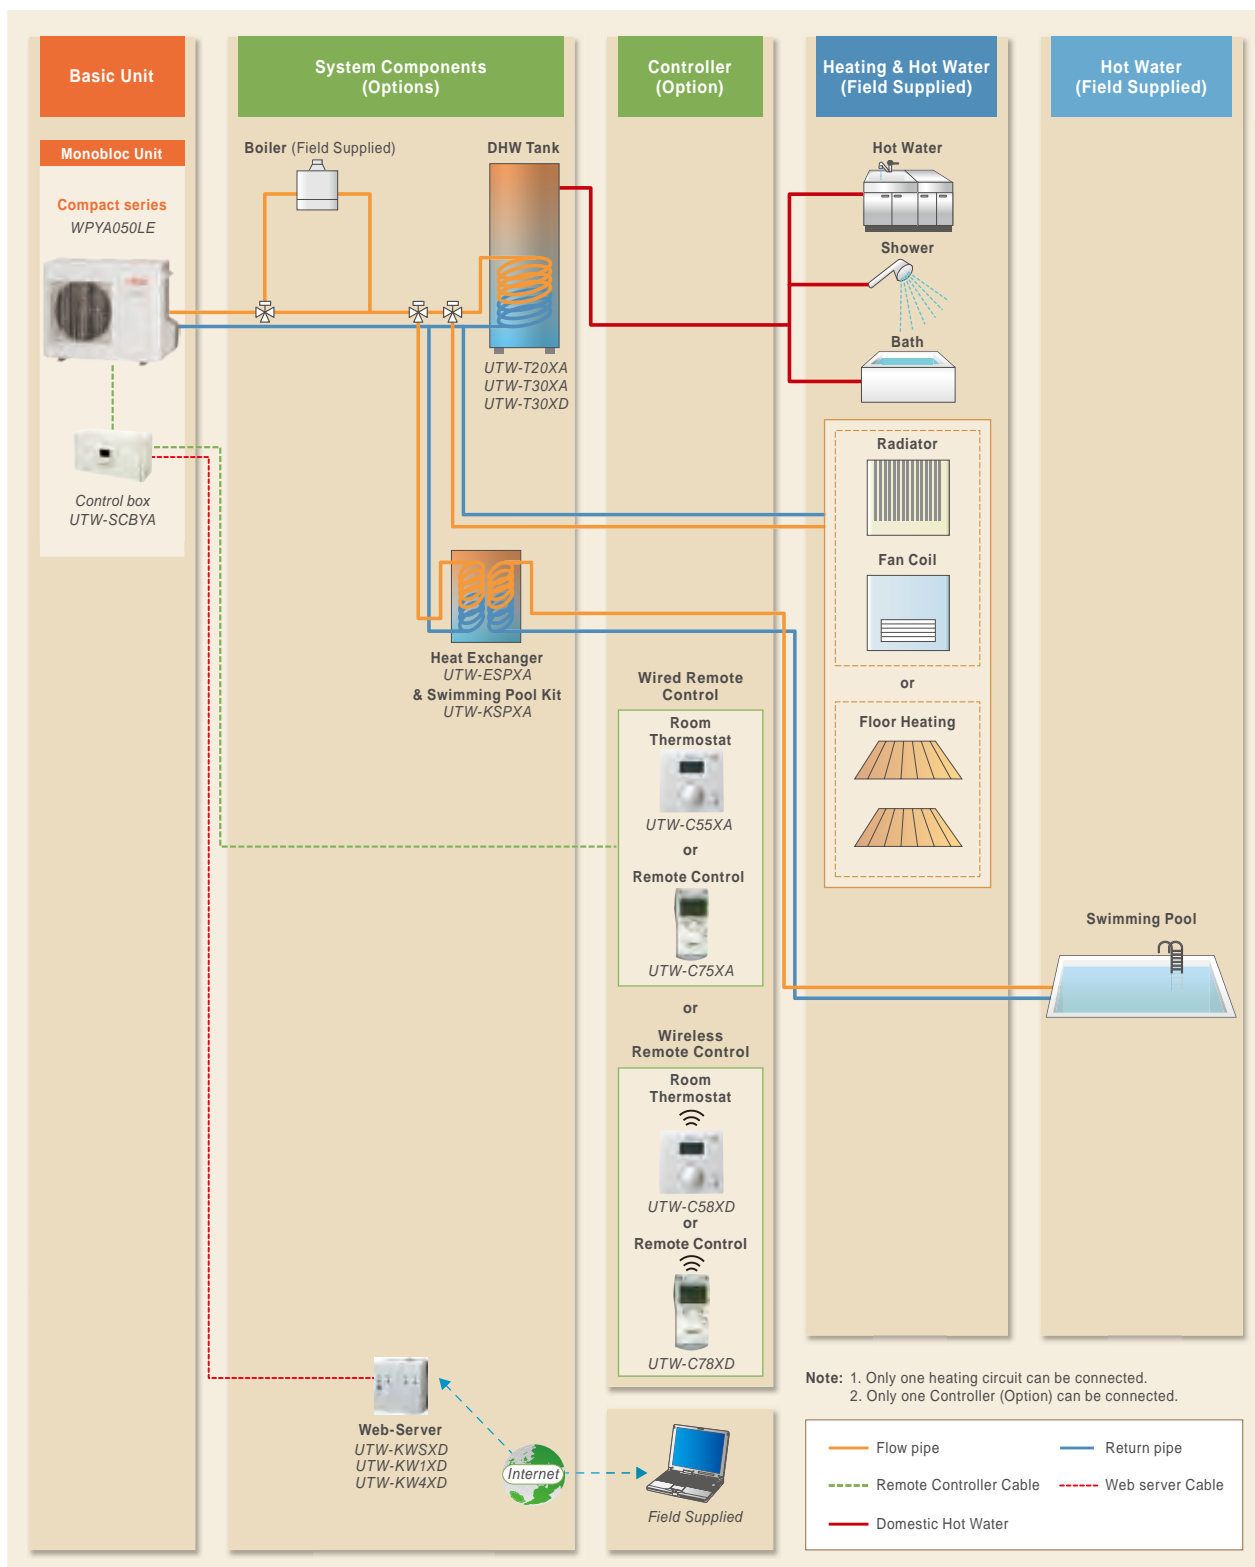 Basic Unit
System Components
(Options)
Controller
(Option)
Heating & Hot Water
(Field Supplied)
Hot Water
(Field Supplied)
Monobloc Unit
Compact series
WPYA050LE
Control box
UTW-SCBYA
Boiler (Field Supplied)
DHW Tank
UTW-T20XA
UTW-T30XA
UTW-T30XD
Heat Exchanger
UTW-ESPXA
& Swimming Pool Kit
UTW-KSPXA
Web-Server
UTW-KWSXD
UTW-KW1XD
UTW-KW4XD
Internet
Wired Remote
Control
Room
Thermostat
UTW-C55XA
or
Remote Control
UTW-C75XA
or
Wireless
Remote Control
Room
Thermostat
UTW-C58XD
or
Remote Control
UTW-C78XD
Field Supplied
Hot Water
Shower
Bath
Radiator
Fan Coil
or
Floor Heating
Swimming Pool
Note: 1. Only one heating circuit can be connected.
2. Only one Controller (Option) can be connected.
Flow pipe
Return pipe
Remote Controller Cable
Web server Cable
Domestic Hot Water